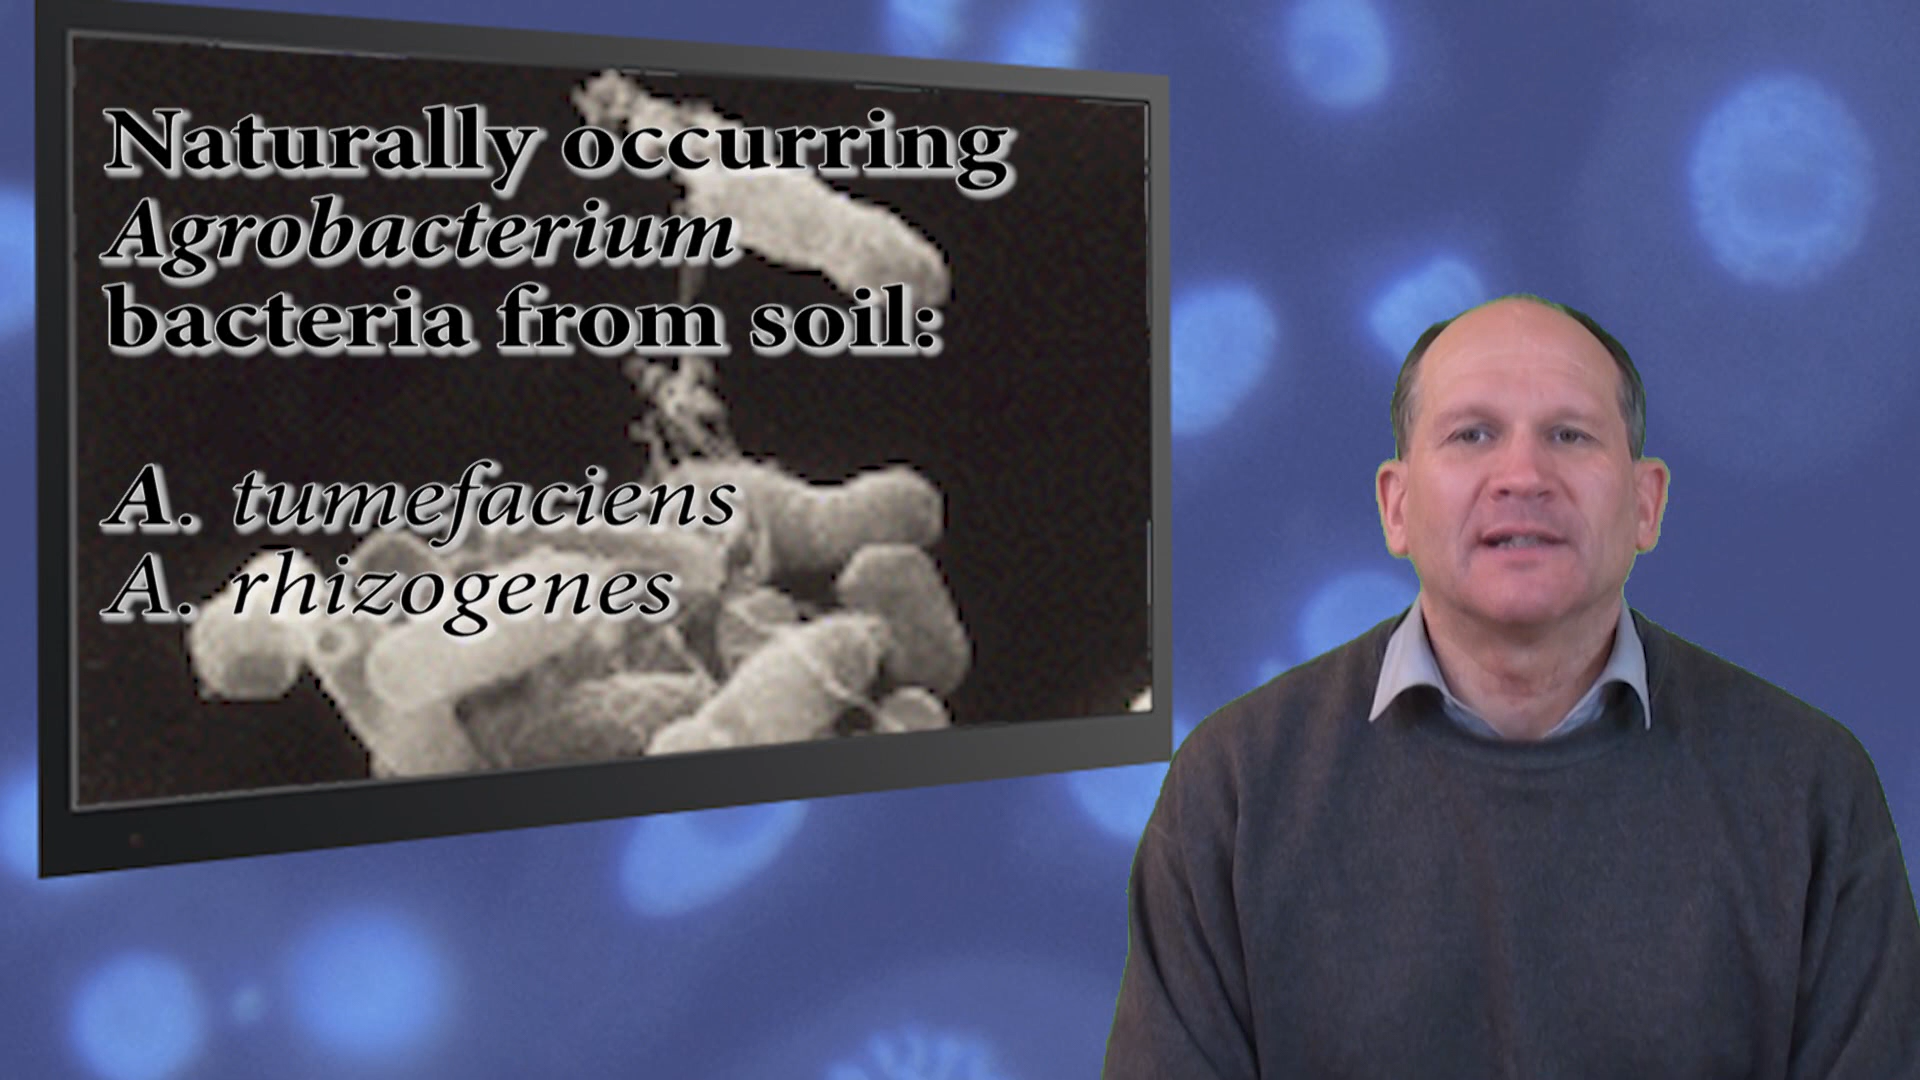 Naturally occurring
Agrobacterium
bacteria from soil:
A. tumefaciens
A. rhizogenes